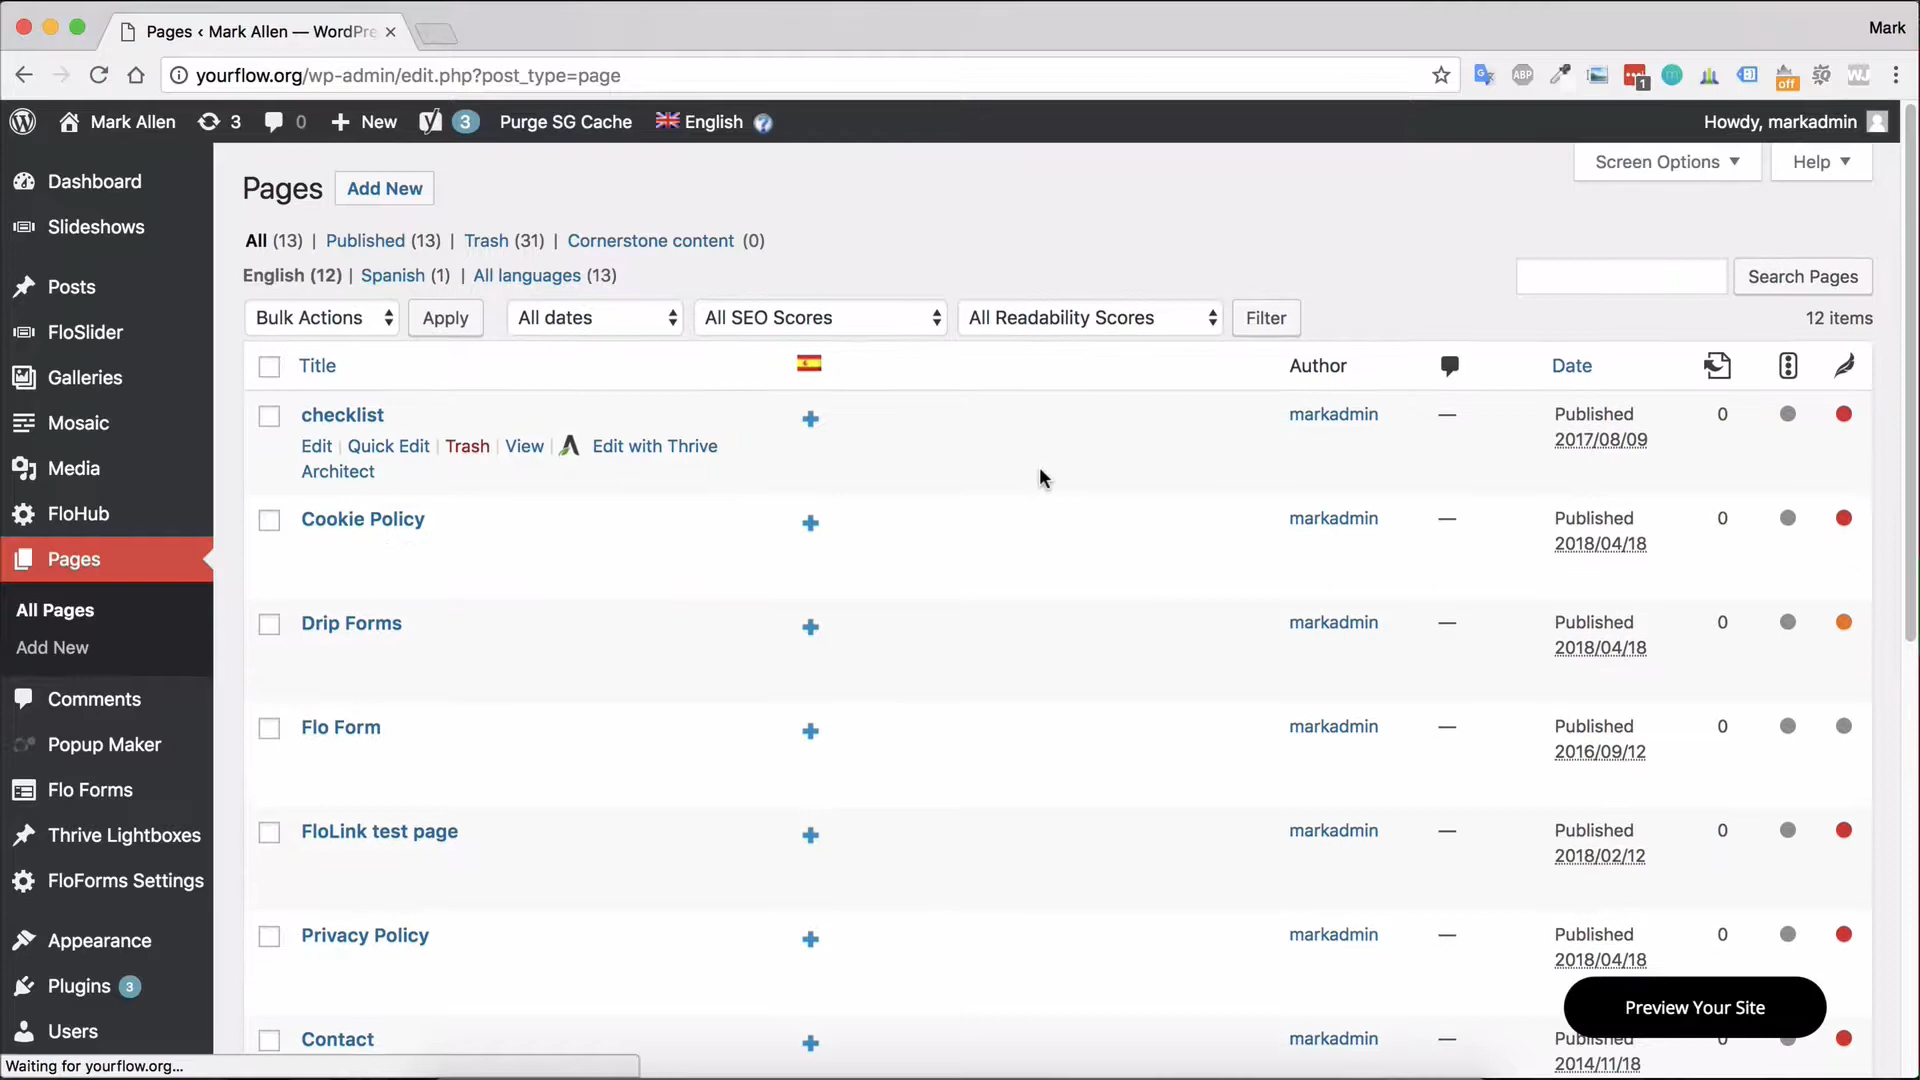 Pages ‹ Mark Allen — WordPre
Mark
yourflow.org/wp-admin/edit.php?post_type=page
ABP
1
off
Mark Allen 3 0 New 3 Purge SG Cache English Howdy, markadmin
Screen Options Help
Dashboard
Slideshows
Posts
FloSlider
Galleries
Mosaic
Media
FloHub
Pages
All Pages
Add New
Comments
Popup Maker
Flo Forms
Thrive Lightboxes
FloForms Settings
Appearance
Plugins 3
Users
Pages Add New
All (13) | Published (13) | Trash (31) | Cornerstone content (0)
English (12) | Spanish (1) | All languages (13)
Search Pages
Bulk Actions Apply All dates All SEO Scores All Readability Scores Filter 12 items
Title Author Date
checklist markadmin — Published 0
2017/08/09
Edit | Quick Edit | Trash | View | Edit with Thrive
Architect
Cookie Policy markadmin — Published 0
2018/04/18
Drip Forms markadmin — Published 0
2018/04/18
Flo Form markadmin — Published 0
2016/09/12
FloLink test page markadmin — Published 0
2018/02/12
Privacy Policy markadmin — Published 0
2018/04/18
Preview Your Site
Contact markadmin — Published
2014/11/18
Waiting for yourflow.org...